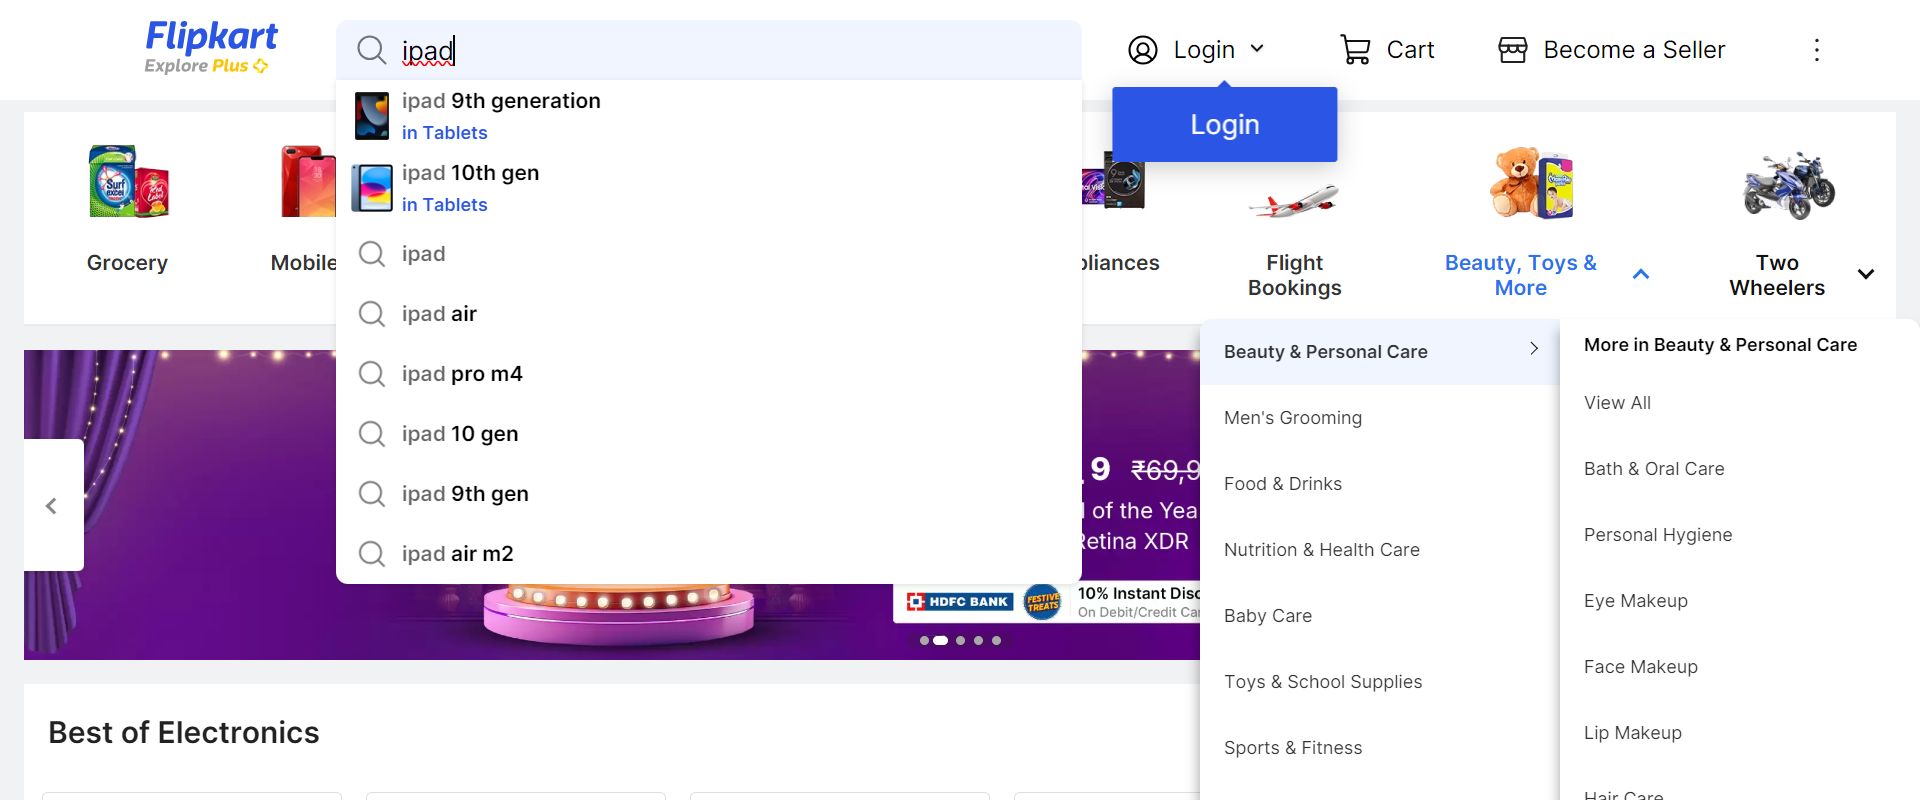 Flipkart
Explore Plus
ipad
Login
Cart
Become a Seller
ipad 9th generation
in Tablets
ipad 10th gen
in Tablets
ipad
ipad air
ipad pro m4
ipad 10 gen
ipad 9th gen
ipad air m2
Login
Surf excel
Grocery
Mobile
pliances
Flight
Bookings
Beauty, Toys &
More
Two
Wheelers
Beauty & Personal Care
Men's Grooming
Food & Drinks
Nutrition & Health Care
Baby Care
Toys & School Supplies
Sports & Fitness
More in Beauty & Personal Care
View All
Bath & Oral Care
Personal Hygiene
Eye Makeup
Face Makeup
Lip Makeup
Hair Care
9 ₹69,9
l of the Yea
Retina XDR
HDFC BANK
FESTIVE
TREATS
10% Instant Disc
On Debit/Credit Car
Best of Electronics